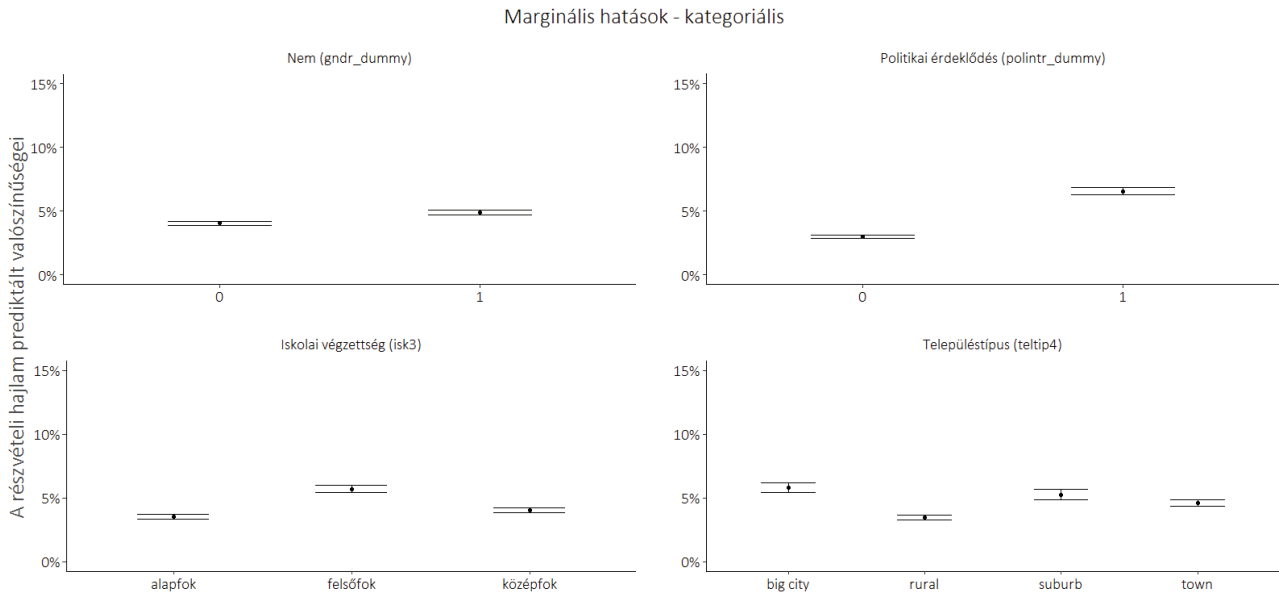 Marginális hatások - kategoriális
A részvételi hajlam prediktált valószínűségei
Nem (gndr_dummy)
15%
10%
5%
0%
0 1
Politikai érdeklődés (polintr_dummy)
15%
10%
5%
0%
0 1
Iskolai végzettség (isk3)
15%
10%
5%
0%
alapfok felsőfok középfok
Településtípus (teltip4)
15%
10%
5%
0%
big city rural suburb town